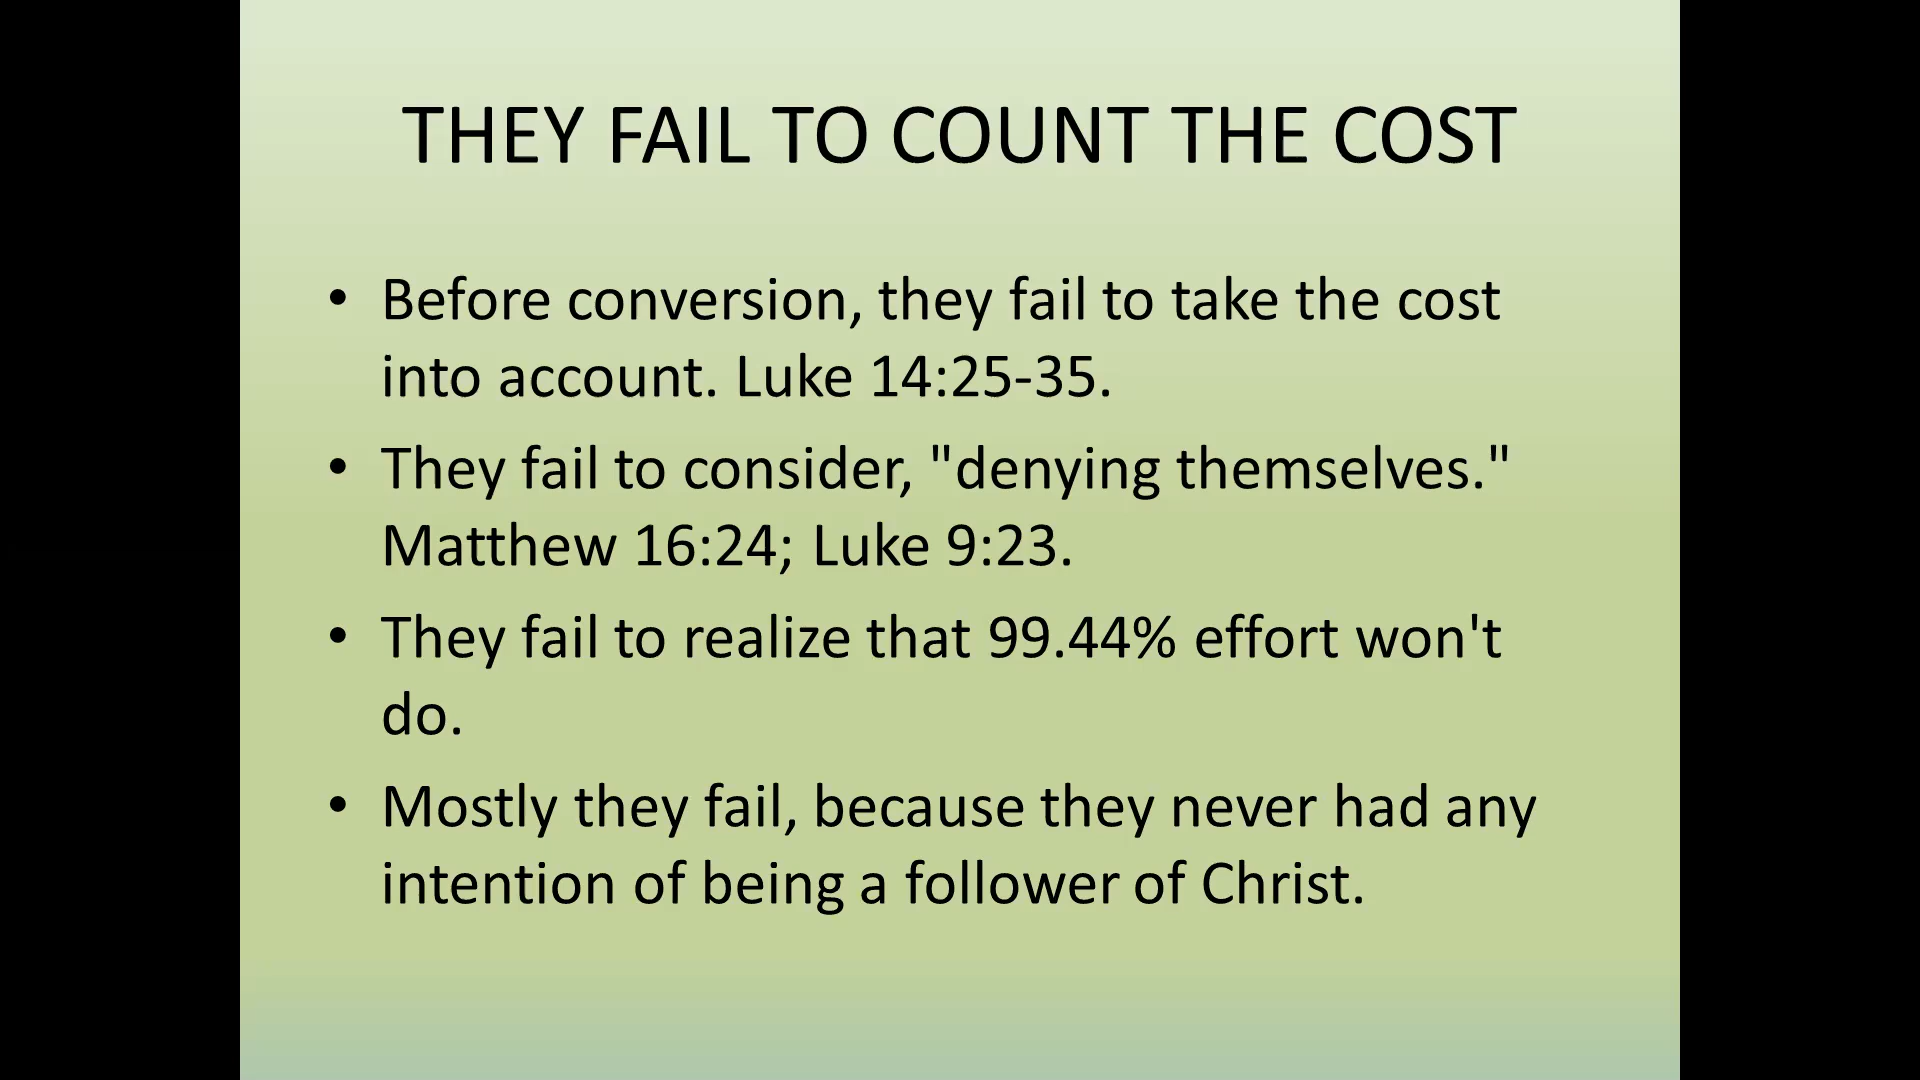 THEY FAIL TO COUNT THE COST
• Before conversion, they fail to take the cost
into account. Luke 14:25-35.
• They fail to consider, "denying themselves."
Matthew 16:24; Luke 9:23.
• They fail to realize that 99.44% effort won't
do.
• Mostly they fail, because they never had any
intention of being a follower of Christ.